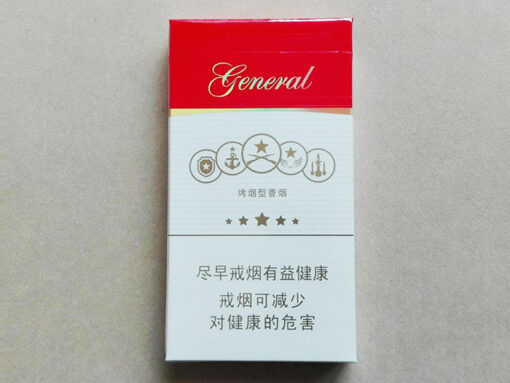 General
烤烟型香烟
尽早戒烟有益健康
戒烟可减少
对健康的危害